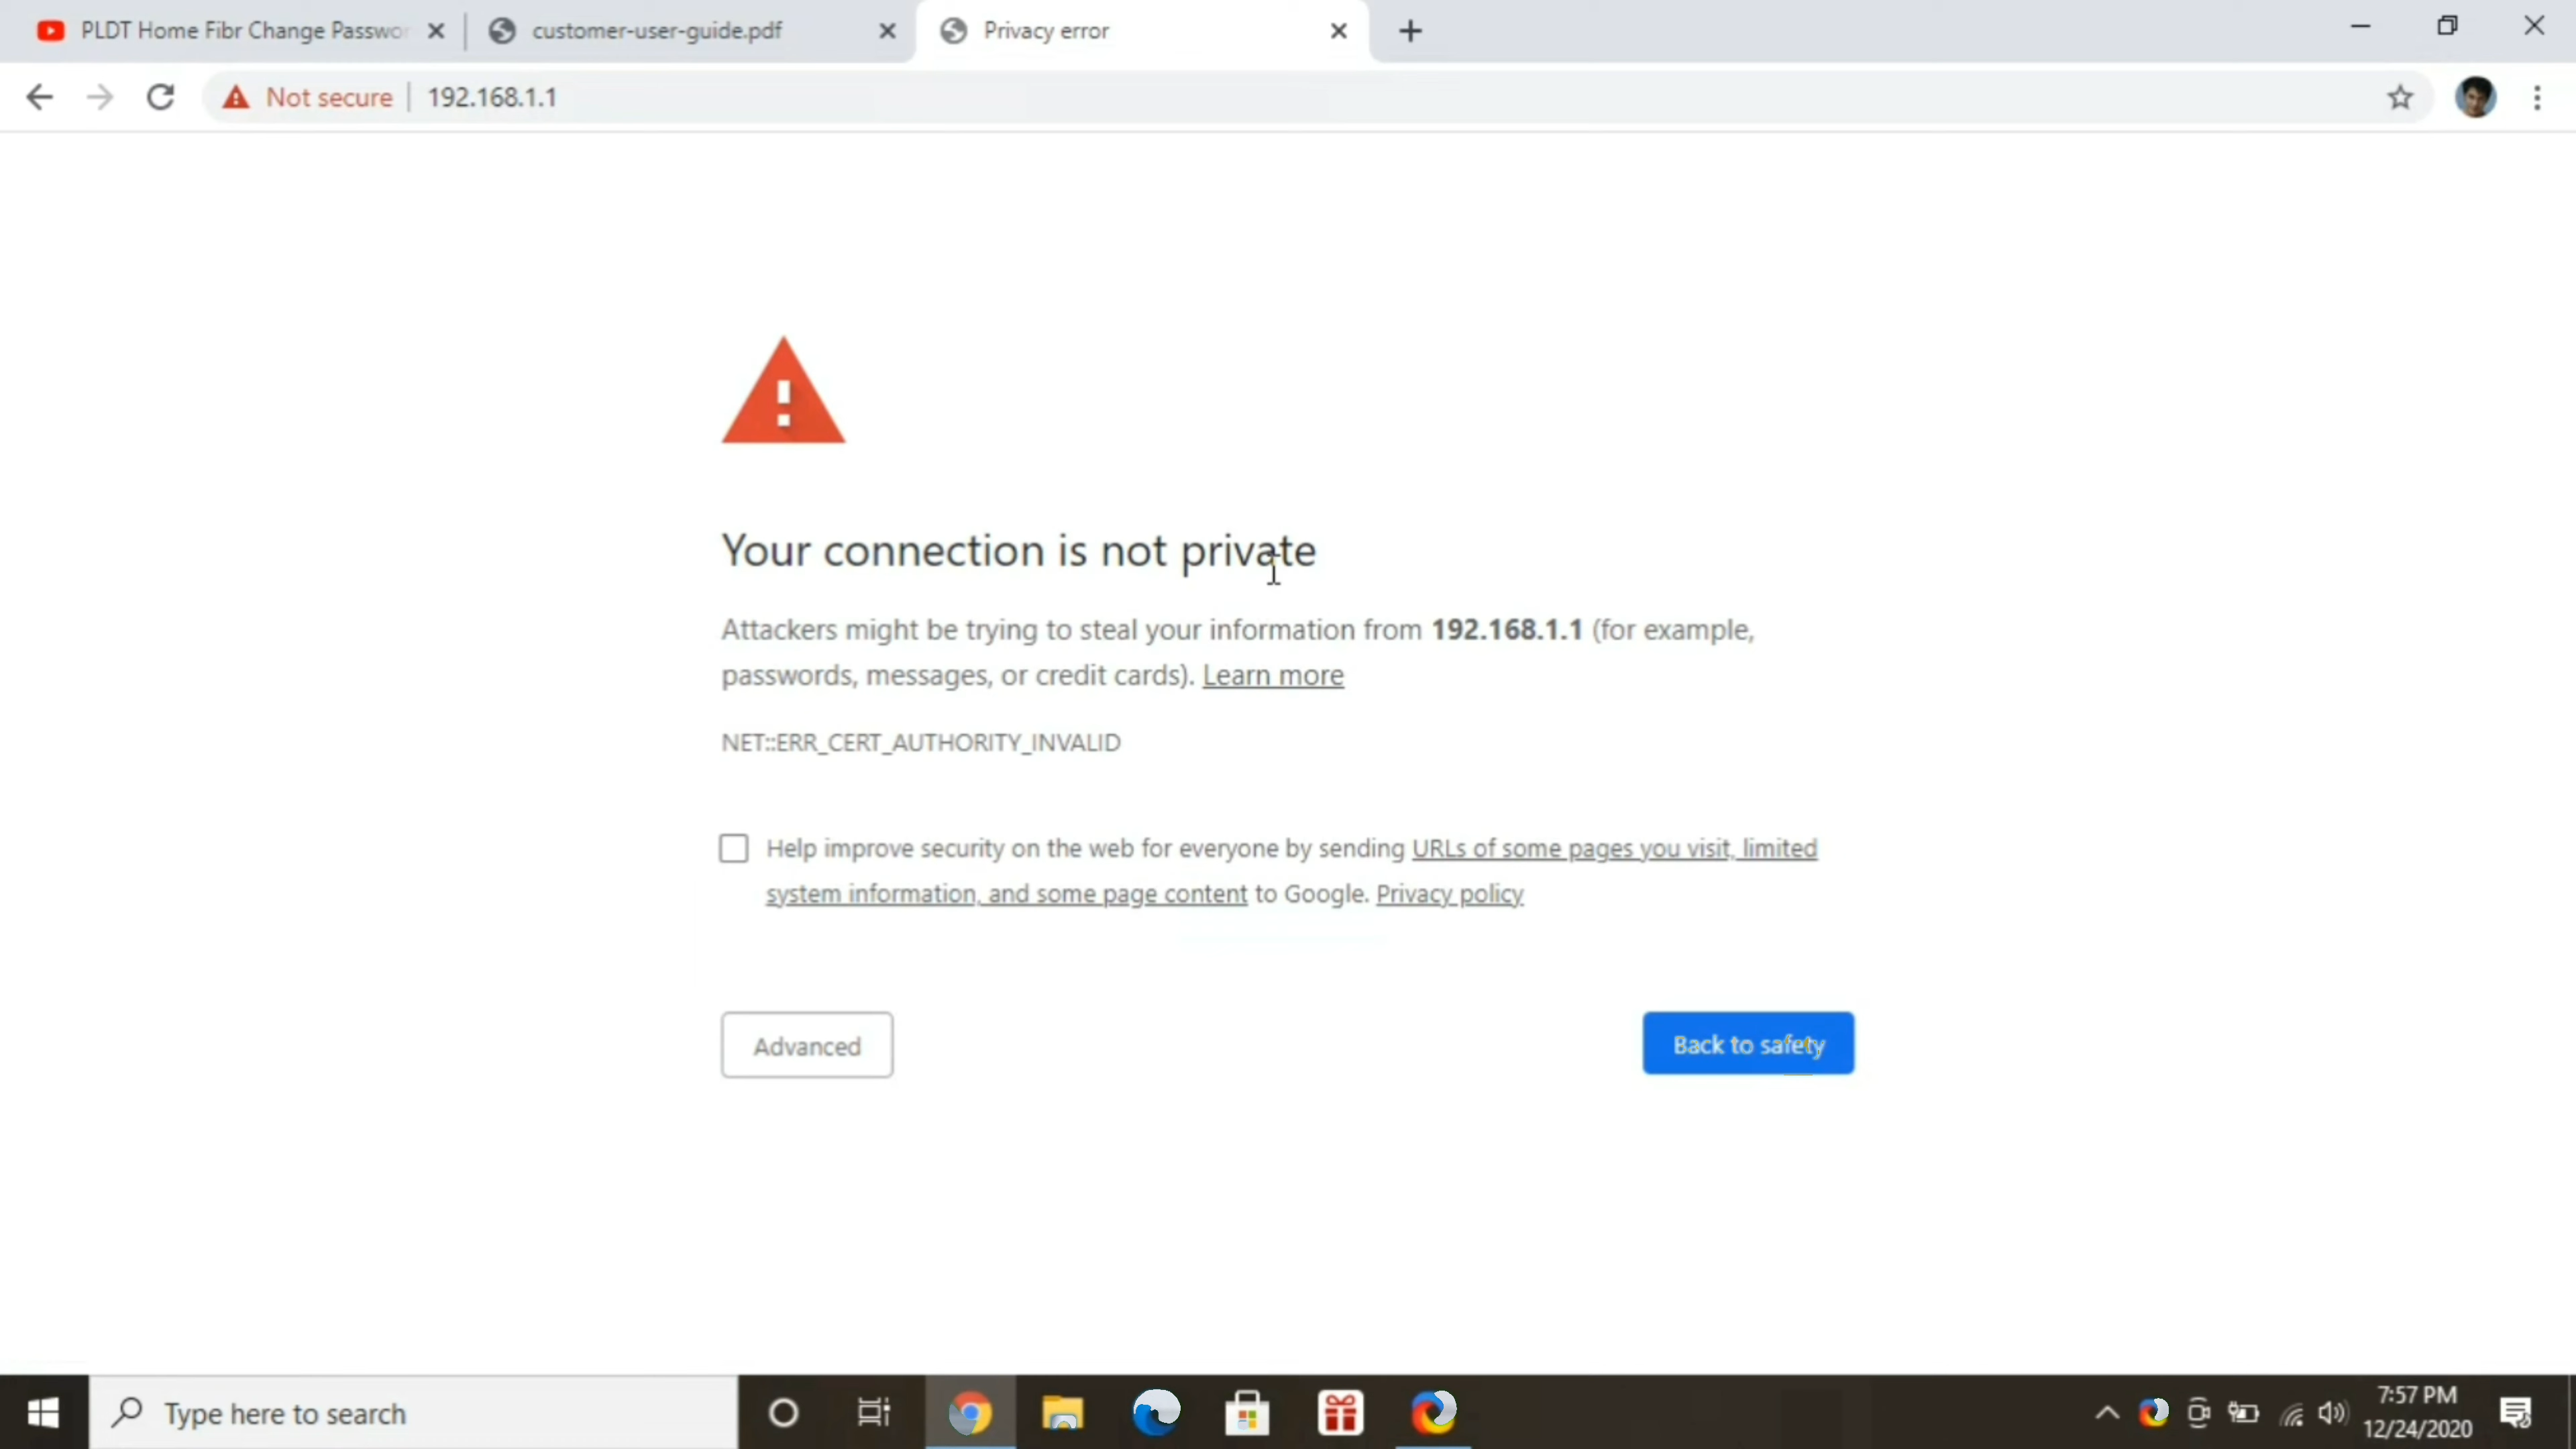 PLDT Home Fibr Change Passwor
customer-user-guide.pdf
Privacy error
Not secure
192.168.1.1
Your connection is not private
Attackers might be trying to steal your information from 192.168.1.1 (for example,
passwords, messages, or credit cards). Learn more
NET::ERR_CERT_AUTHORITY_INVALID
Help improve security on the web for everyone by sending URLs of some pages you visit, limited
system information, and some page content to Google. Privacy policy
Advanced
Back to safety
Type here to search
7:57 PM
12/24/2020